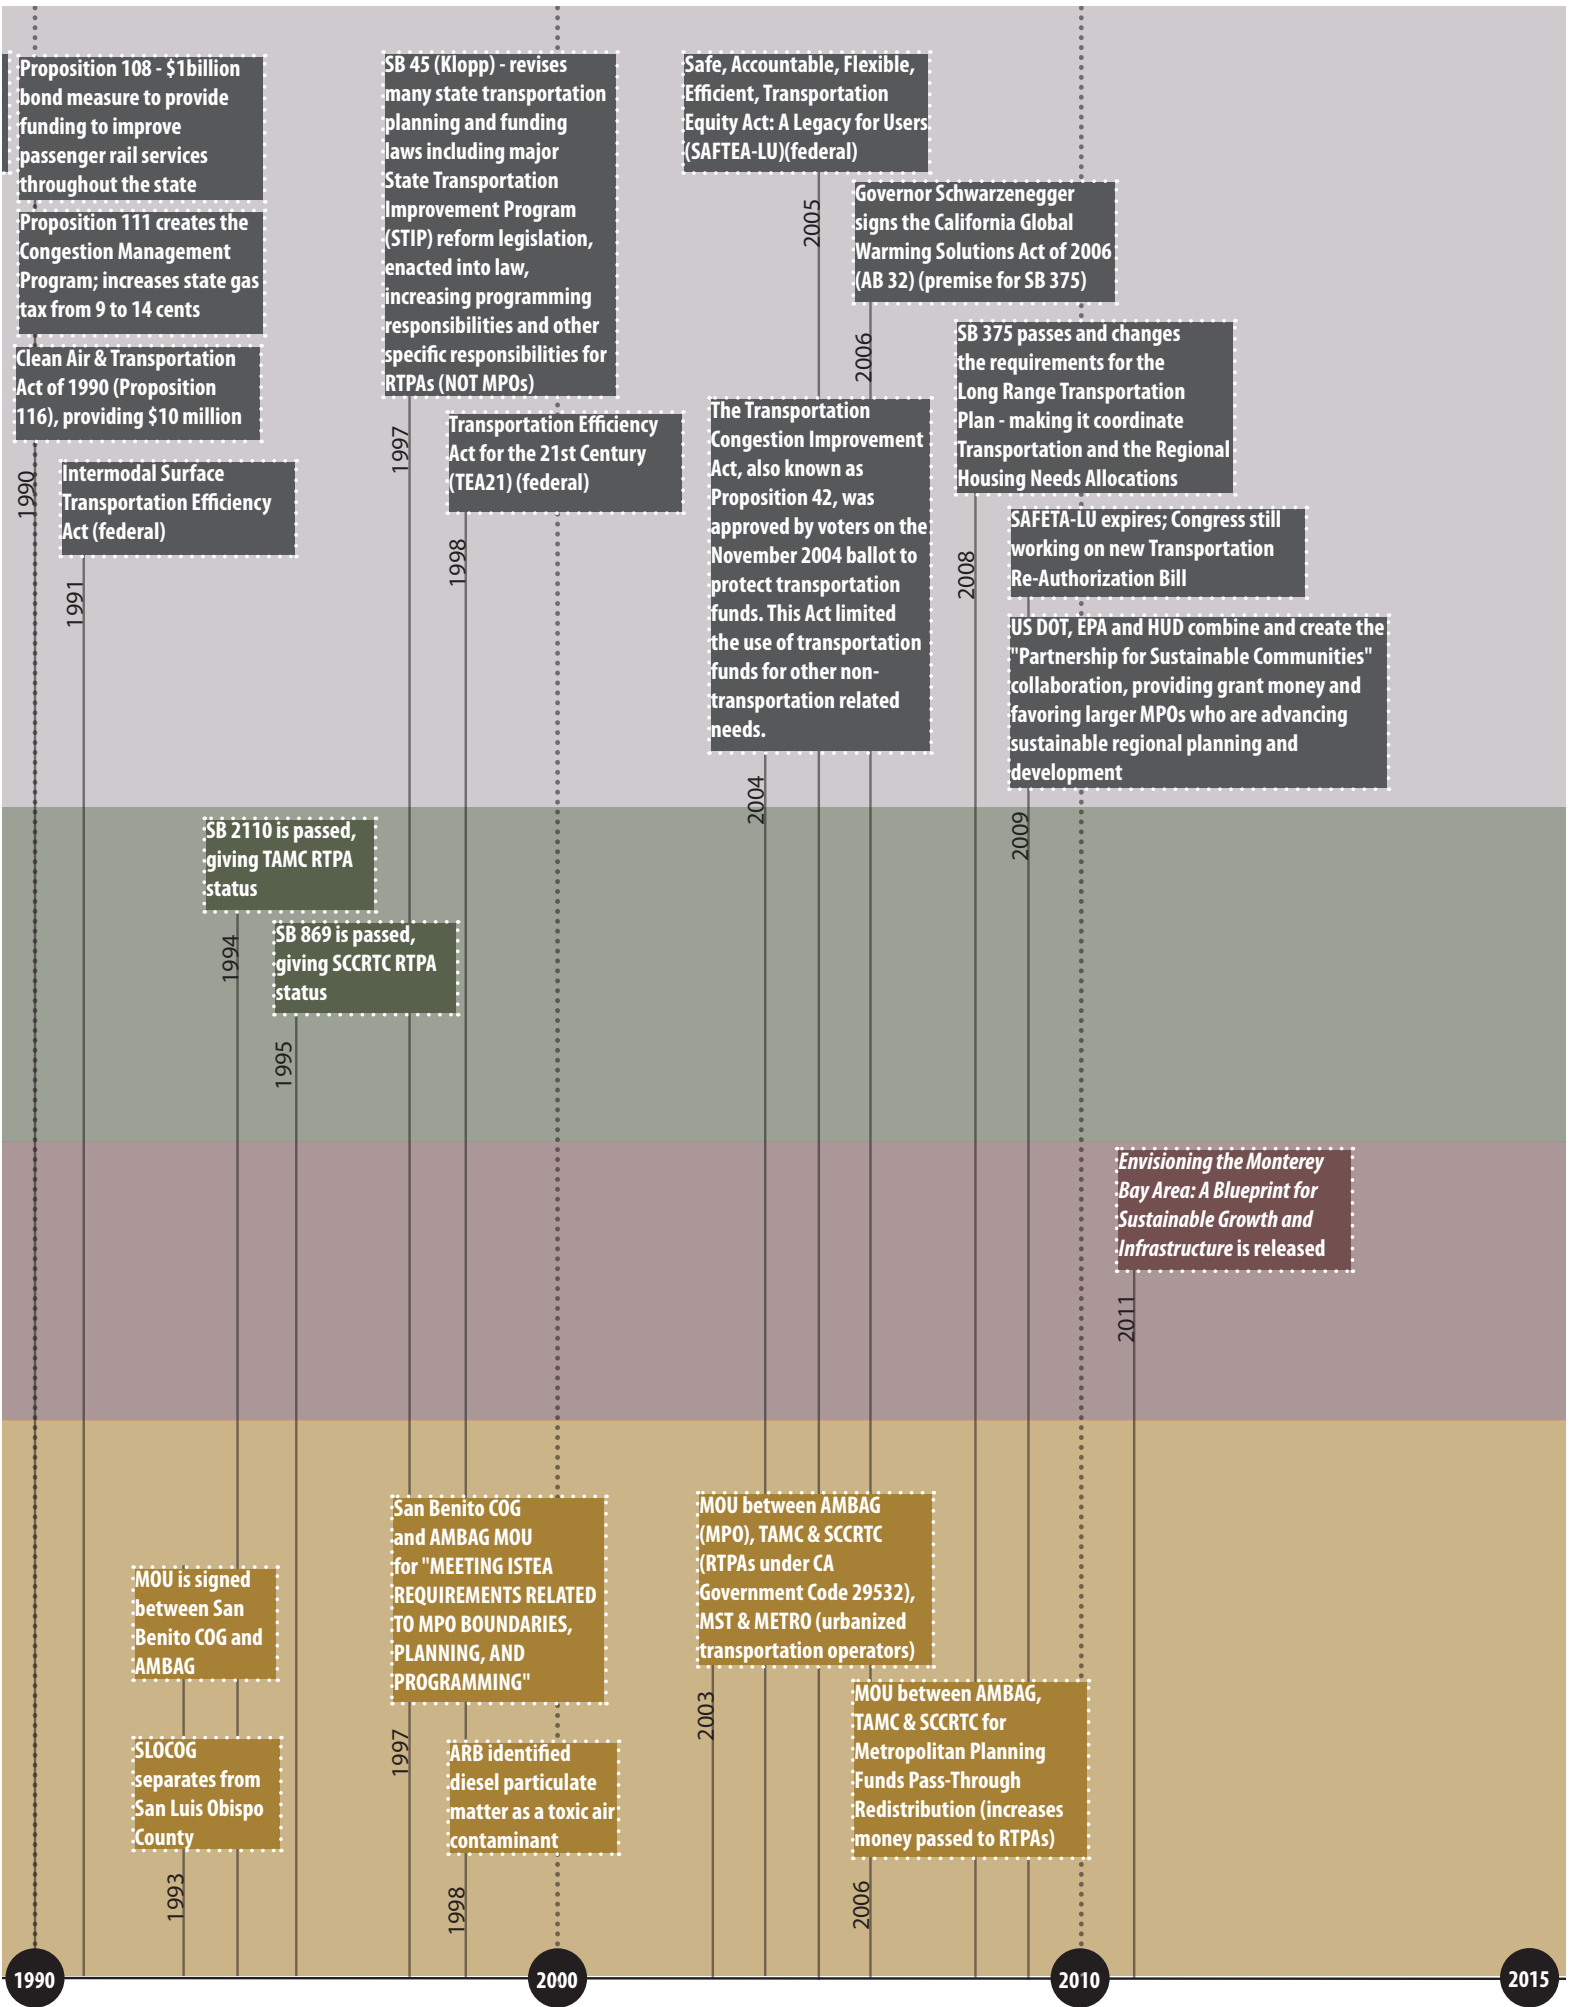 Proposition 108 - $1billion
bond measure to provide
funding to improve
passenger rail services
throughout the state
Proposition 111 creates the
Congestion Management
Program; increases state gas
tax from 9 to 14 cents
Clean Air & Transportation
Act of 1990 (Proposition
116), providing $10 million
1990
Intermodal Surface
Transportation Efficiency
Act (federal)
1991
SB 45 (Klopp) - revises
many state transportation
planning and funding
laws including major
State Transportation
Improvement Program
(STIP) reform legislation,
enacted into law,
increasing programming
responsibilities and other
specific responsibilities for
RTPAs (NOT MPOs)
1997
Transportation Efficiency
Act for the 21st Century
(TEA21) (federal)
1998
Safe, Accountable, Flexible,
Efficient, Transportation
Equity Act: A Legacy for Users
(SAFTEA-LU)(federal)
2005
Governor Schwarzenegger
signs the California Global
Warming Solutions Act of 2006
(AB 32) (premise for SB 375)
2006
The Transportation
Congestion Improvement
Act, also known as
Proposition 42, was
approved by voters on the
November 2004 ballot to
protect transportation
funds. This Act limited
the use of transportation
funds for other non-
transportation related
needs.
2004
SB 375 passes and changes
the requirements for the
Long Range Transportation
Plan - making it coordinate
Transportation and the Regional
Housing Needs Allocations
2008
SAFETA-LU expires; Congress still
working on new Transportation
Re-Authorization Bill
US DOT, EPA and HUD combine and create the
"Partnership for Sustainable Communities"
collaboration, providing grant money and
favoring larger MPOs who are advancing
sustainable regional planning and
development
2009
SB 2110 is passed,
giving TAMC RTPA
status
1994
SB 869 is passed,
giving SCCRTC RTPA
status
1995
Envisioning the Monterey
Bay Area: A Blueprint for
Sustainable Growth and
Infrastructure is released
2011
MOU is signed
between San
Benito COG and
AMBAG
SLOCOG
separates from
San Luis Obispo
County
1993
San Benito COG
and AMBAG MOU
for "MEETING ISTEA
REQUIREMENTS RELATED
TO MPO BOUNDARIES,
PLANNING, AND
PROGRAMMING"
1997
ARB identified
diesel particulate
matter as a toxic air
contaminant
1998
MOU between AMBAG
(MPO), TAMC & SCCRTC
(RTPAs under CA
Government Code 29532),
MST & METRO (urbanized
transportation operators)
2003
MOU between AMBAG,
TAMC & SCCRTC for
Metropolitan Planning
Funds Pass-Through
Redistribution (increases
money passed to RTPAs)
2006
1990
2000
2010
2015